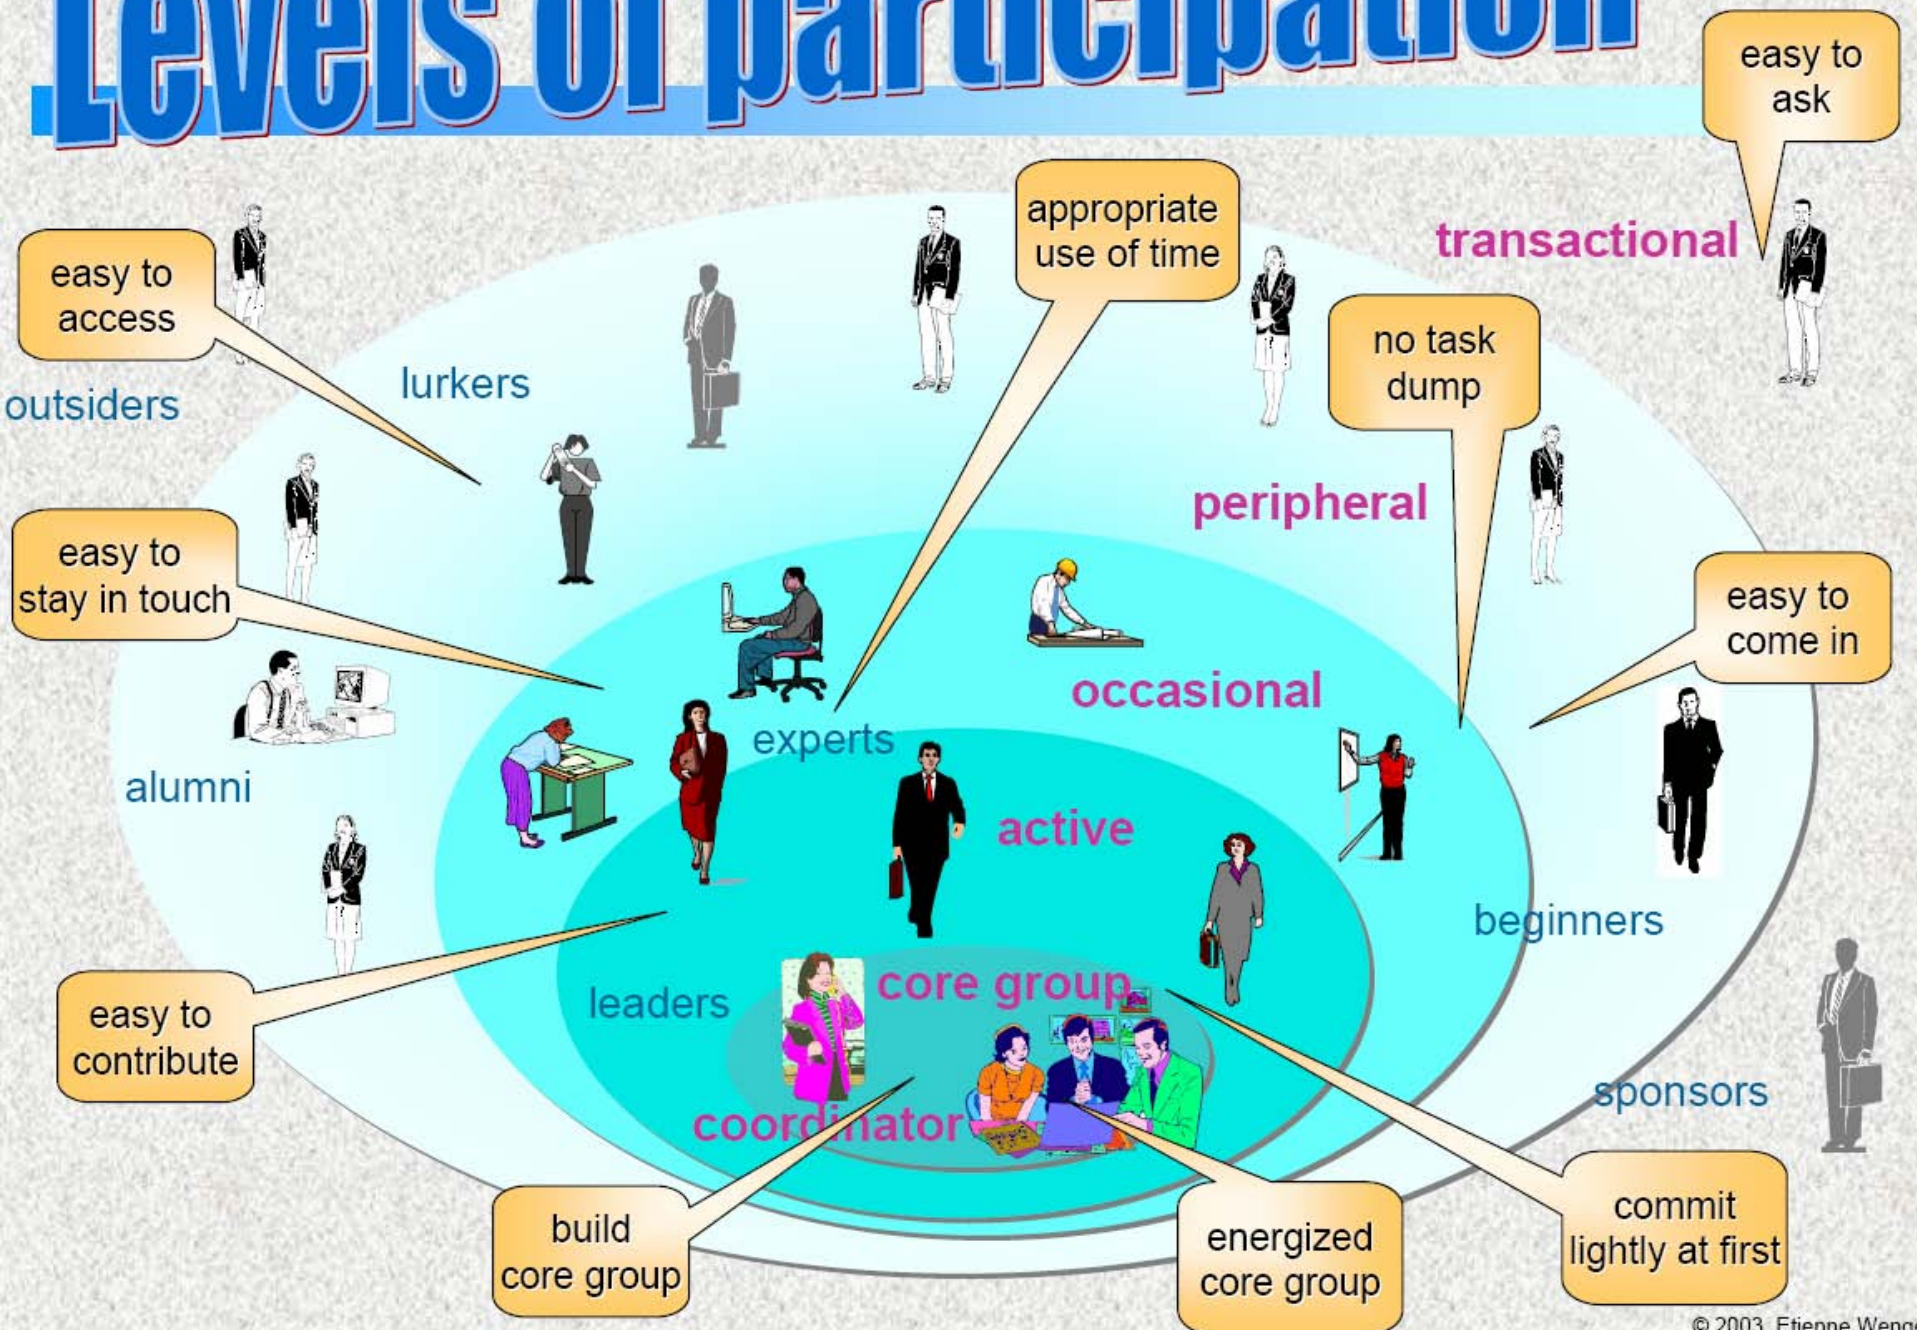 Levels of participation
easy to
ask
appropriate
use of time
transactional
easy to
access
no task
dump
lurkers
outsiders
peripheral
easy to
stay in touch
easy to
come in
occasional
experts
alumni
active
beginners
core group
leaders
easy to
contribute
sponsors
coordinator
build
core group
energized
core group
commit
lightly at first
© 2003 Etienne